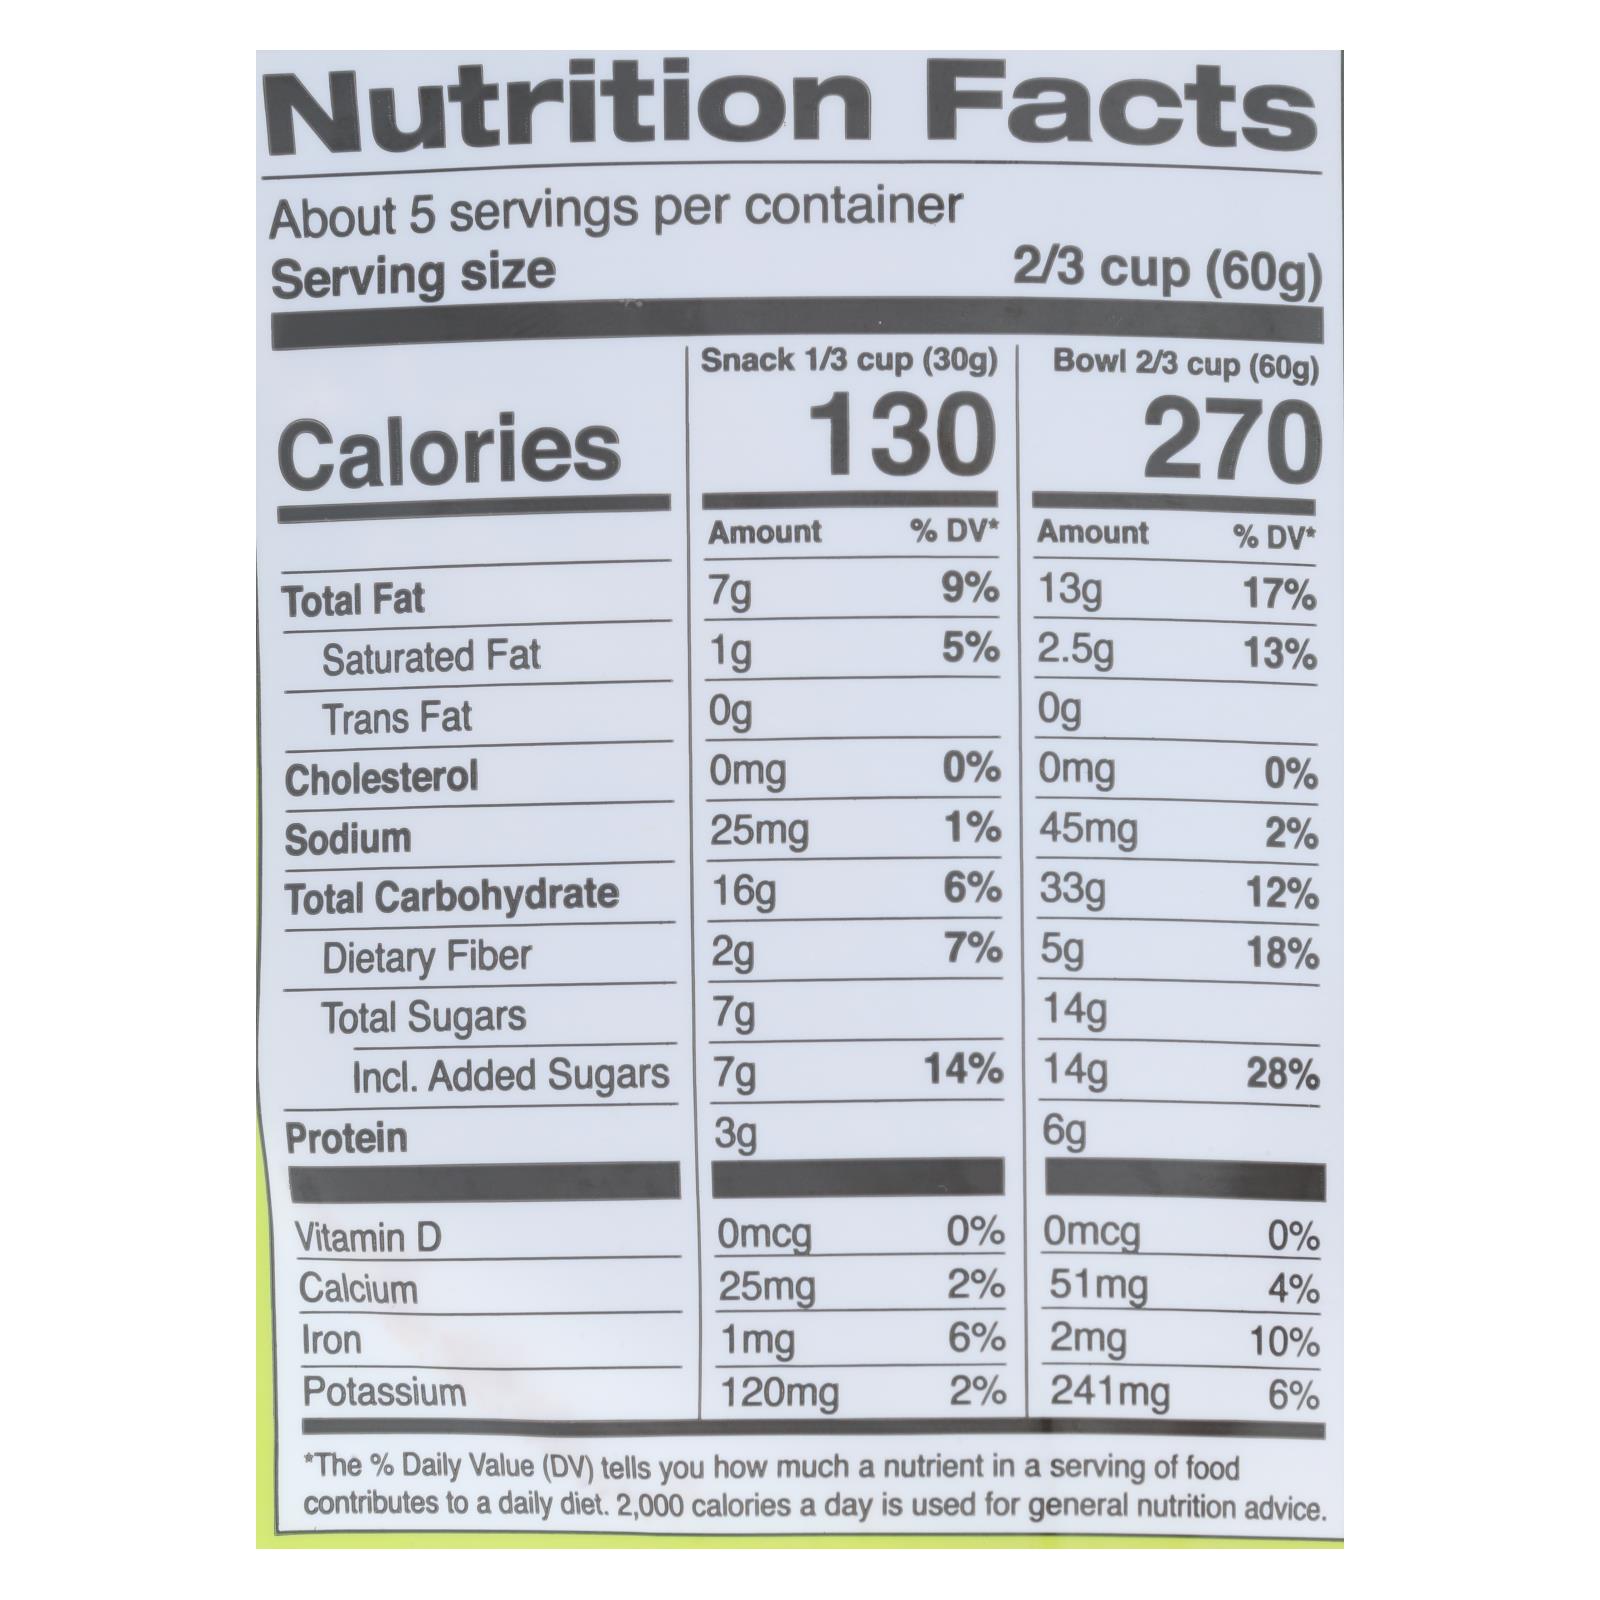 Nutrition Facts
About 5 servings per container
Serving size 2/3 cup (60g)
Snack 1/3 cup (30g) Bowl 2/3 cup (60g)
Calories 130 270
Amount % DV* Amount % DV*
Total Fat 7g 9% 13g 17%
Saturated Fat 1g 5% 2.5g 13%
Trans Fat 0g 0g
Cholesterol 0mg 0% 0mg 0%
Sodium 25mg 1% 45mg 2%
Total Carbohydrate 16g 6% 33g 12%
Dietary Fiber 2g 7% 5g 18%
Total Sugars 7g 14g
Incl. Added Sugars 7g 14% 14g 28%
Protein 3g 6g
Vitamin D 0mcg 0% 0mcg 0%
Calcium 25mg 2% 51mg 4%
Iron 1mg 6% 2mg 10%
Potassium 120mg 2% 241mg 6%
*The % Daily Value (DV) tells you how much a nutrient in a serving of food
contributes to a daily diet. 2,000 calories a day is used for general nutrition advice.